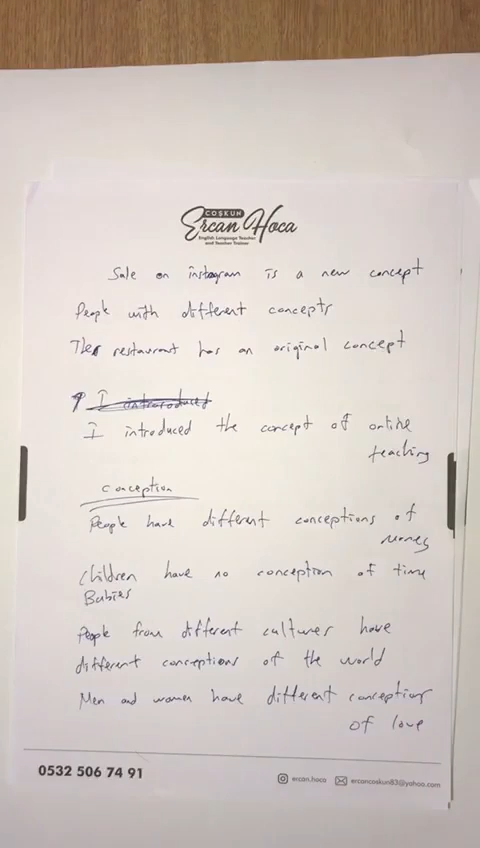 COŞKUN
Ercan Hoca
English Language Teacher
and Teacher Trainer
Sale on instagram is a new concept
People with different concepts
The restaurant has an original concept
I introduced
I introduced the concept of online
teaching
conception
People have different conceptions of
money
Children have no conception of time
Babies
People from different cultures have
different conceptions of the world
Men and women have different conceptions
of love
0532 506 74 91
ercan.hoca
ercancoskun83@yahoo.com